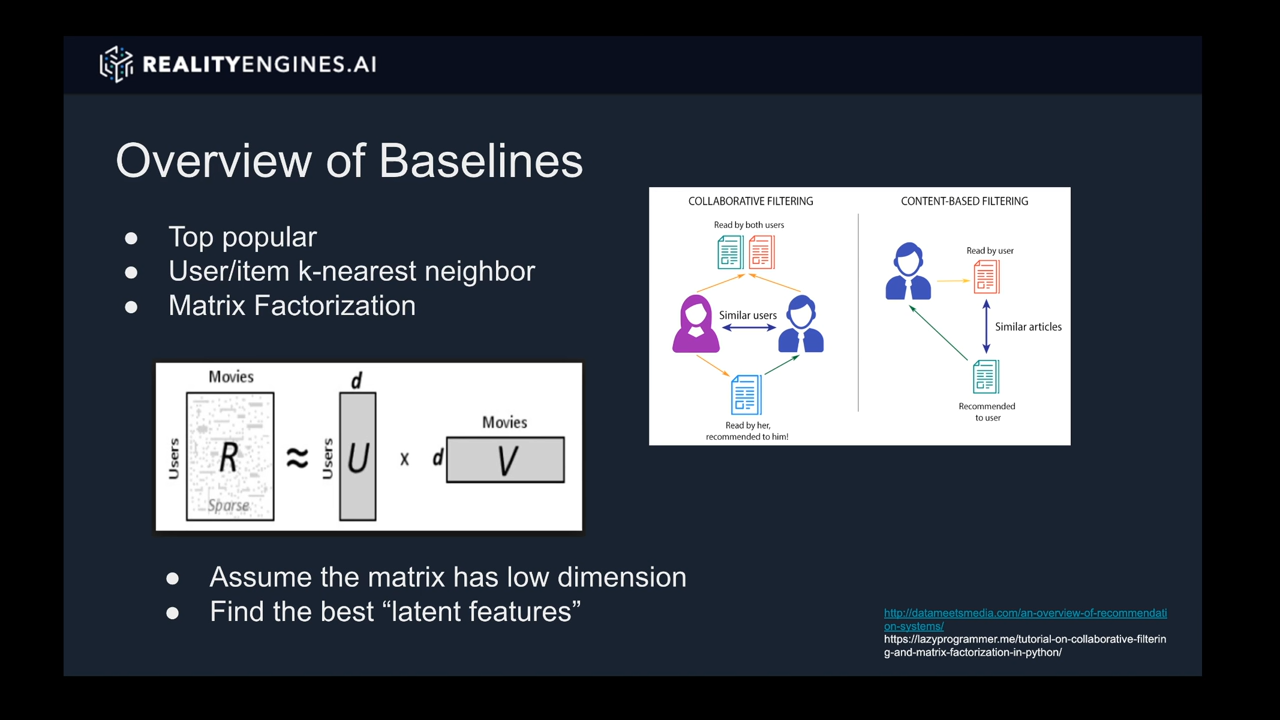 REALITYENGINES.AI
Overview of Baselines
● Top popular
● User/item k-nearest neighbor
● Matrix Factorization
COLLABORATIVE FILTERING
Read by both users
Similar users
Read by her,
recommended to him!
CONTENT-BASED FILTERING
Read by user
Similar articles
Recommended
to user
Movies
Users
R
Sparse
≈
d
Users
U
x
Movies
d
V
● Assume the matrix has low dimension
● Find the best “latent features”
http://datameetsmedia.com/an-overview-of-recommendati
on-systems/
https://lazyprogrammer.me/tutorial-on-collaborative-filterin
g-and-matrix-factorization-in-python/